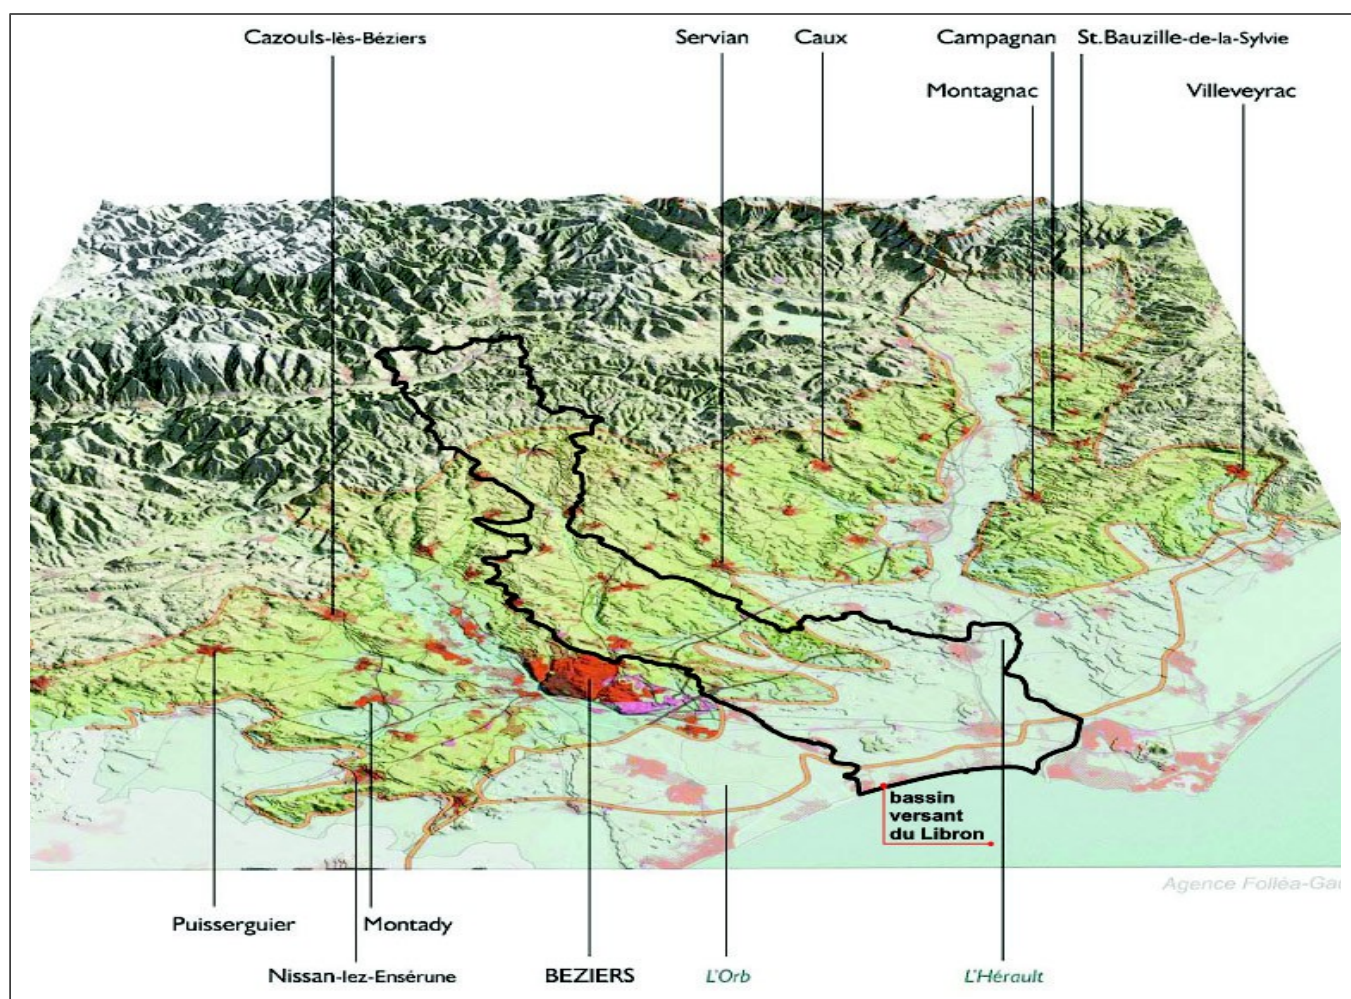 Cazouls-lès-Béziers
Servian
Caux
Campagnan
St.Bauzille-de-la-Sylvie
Montagnac
Villeveyrac
bassin
versant
du Libron
Agence Folléa-Gau
Puisserguier
Montady
Nissan-lez-Ensérune
BEZIERS
L'Orb
L'Hérault